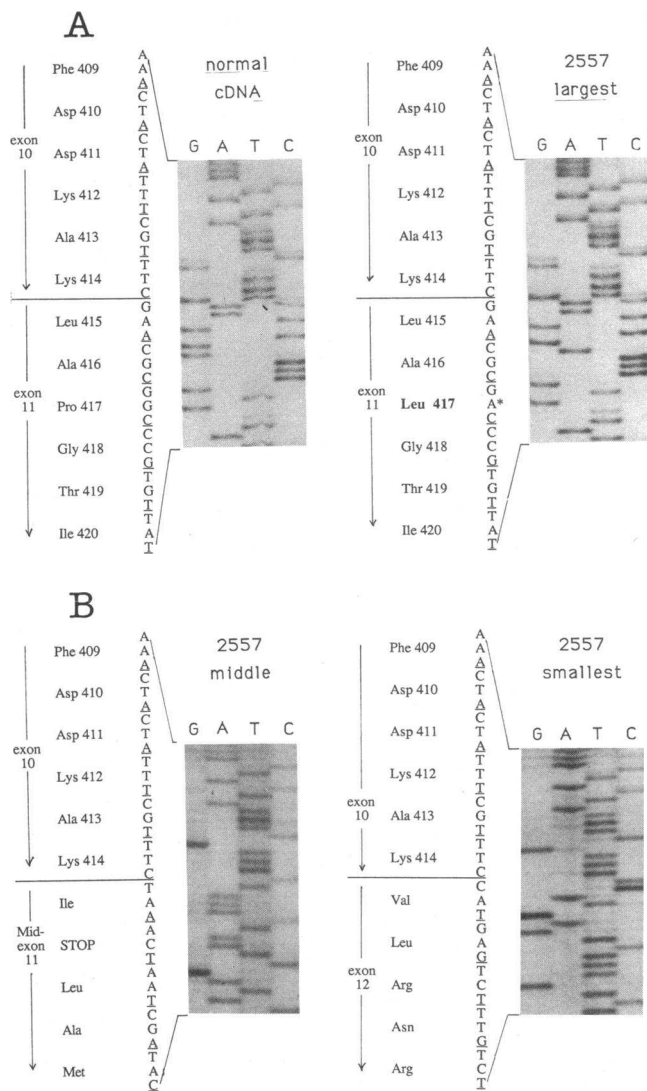 A
normal
cDNA
G A T C
exon
10
exon
11
Phe 409
Asp 410
Asp 411
Lys 412
Ala 413
Lys 414
Leu 415
Ala 416
Pro 417
Gly 418
Thr 419
Ile 420
A
A
A
C
T
A
C
T
A
T
T
T
C
G
T
T
T
C
G
A
A
C
G
C
G
G
C
C
C
G
T
G
T
T
A
T
2557
largest
G A T C
exon
10
exon
11
Phe 409
Asp 410
Asp 411
Lys 412
Ala 413
Lys 414
Leu 415
Ala 416
Leu 417
Gly 418
Thr 419
Ile 420
A
A
A
C
T
A
C
T
A
T
T
T
C
G
T
T
T
C
G
A
A
C
G
C
G
A*
C
C
C
G
T
G
T
T
A
T
B
2557
middle
G A T C
exon
10
Mid-
exon
11
Phe 409
Asp 410
Asp 411
Lys 412
Ala 413
Lys 414
Ile
STOP
Leu
Ala
Met
A
A
A
C
T
A
C
T
A
T
T
T
C
G
T
T
T
C
T
A
A
A
C
T
A
A
T
C
G
A
T
A
C
2557
smallest
G A T C
exon
10
exon
12
Phe 409
Asp 410
Asp 411
Lys 412
Ala 413
Lys 414
Val
Leu
Arg
Asn
Arg
A
A
A
C
T
A
C
T
A
T
T
T
C
G
T
T
T
C
C
A
T
G
A
G
T
C
T
T
T
G
T
C
T